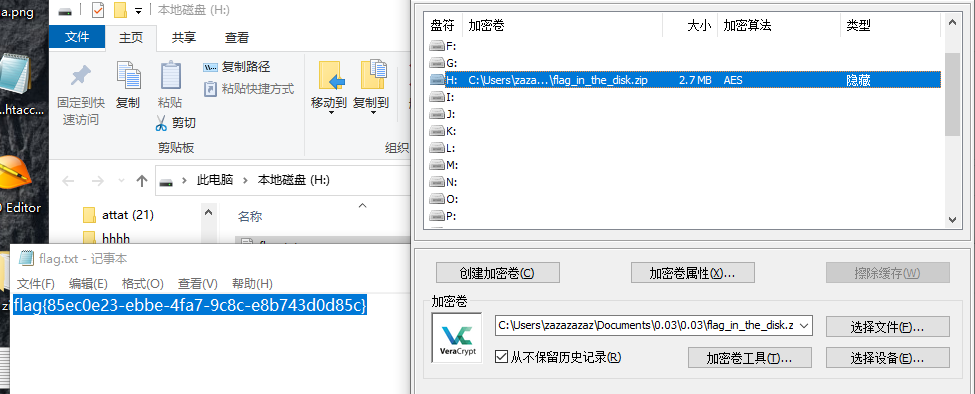 a.png
..htacc...
Editor
本地磁盘 (H:)
文件
主页
共享
查看
固定到快
速访问
复制
粘贴
复制路径
粘贴快捷方式
剪切
移动到
复制到
剪贴板
组织
此电脑
本地磁盘 (H:)
attat (21)
hhhh
名称
flag.txt - 记事本
文件(F)
编辑(E)
格式(O)
查看(V)
帮助(H)
flag{85ec0e23-ebbe-4fa7-9c8c-e8b743d0d85c}
盘符
加密卷
大小
加密算法
类型
F:
G:
H:
C:\Users\zaza...\flag_in_the_disk.zip
2.7 MB
AES
隐藏
I:
J:
K:
L:
M:
N:
O:
P:
创建加密卷(C)
加密卷属性(X)...
擦除缓存(W)
加密卷
VeraCrypt
C:\Users\zazazazaz\Documents\0.03\0.03\flag_in_the_disk.z
选择文件(F)...
从不保留历史记录(R)
加密卷工具(T)...
选择设备(E)...